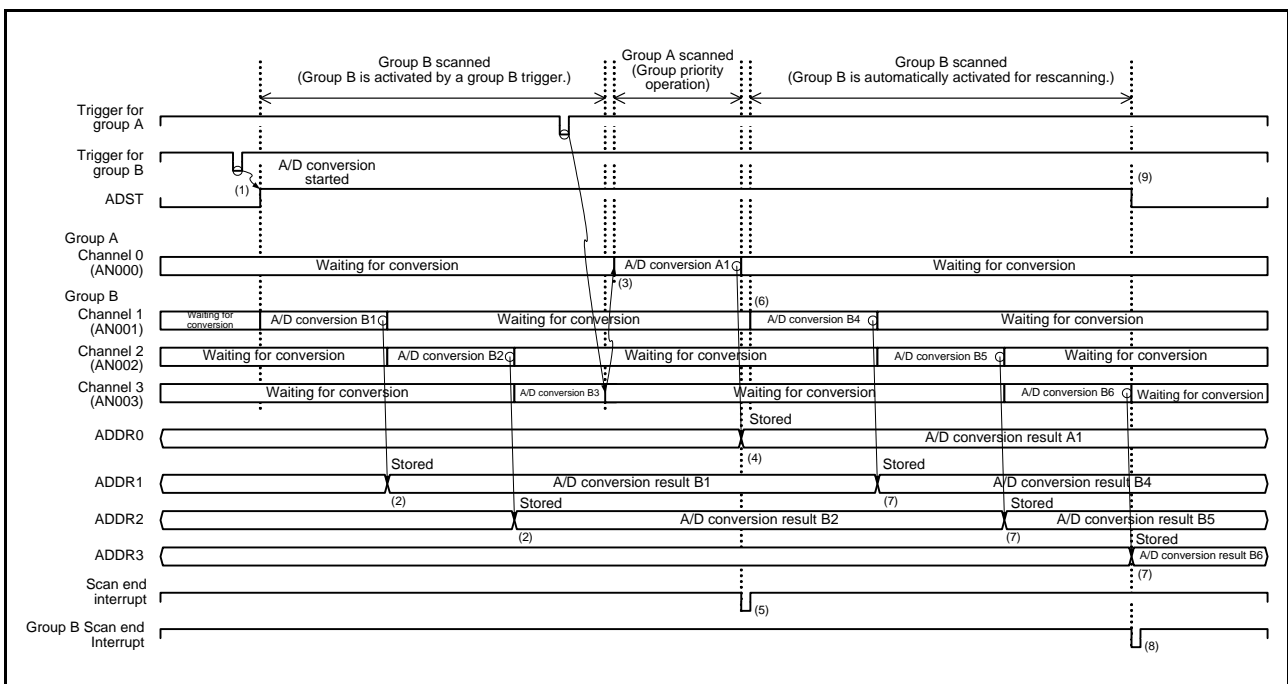 Group B scanned
(Group B is activated by a group B trigger.)
Group A scanned
(Group priority
operation)
Group B scanned
(Group B is automatically activated for rescanning.)
Trigger for
group A
Trigger for
group B
A/D conversion
started
(1)
(9)
ADST
Group A
Channel 0
(AN000)
Waiting for conversion
A/D conversion A1
Waiting for conversion
(3)
Group B
(6)
Channel 1
(AN001)
Waiting for
conversion
A/D conversion B1
Waiting for conversion
A/D conversion B4
Waiting for conversion
Channel 2
(AN002)
Waiting for conversion
A/D conversion B2
Waiting for conversion
A/D conversion B5
Waiting for conversion
Channel 3
(AN003)
Waiting for conversion
A/D conversion B3
Waiting for conversion
A/D conversion B6
Waiting for conversion
Stored
ADDR0
A/D conversion result A1
(4)
Stored
Stored
ADDR1
A/D conversion result B1
A/D conversion result B4
(2)
(7)
Stored
Stored
ADDR2
A/D conversion result B2
A/D conversion result B5
(2)
(7)
Stored
ADDR3
A/D conversion result B6
(7)
Scan end
interrupt
(5)
Group B Scan end
Interrupt
(8)